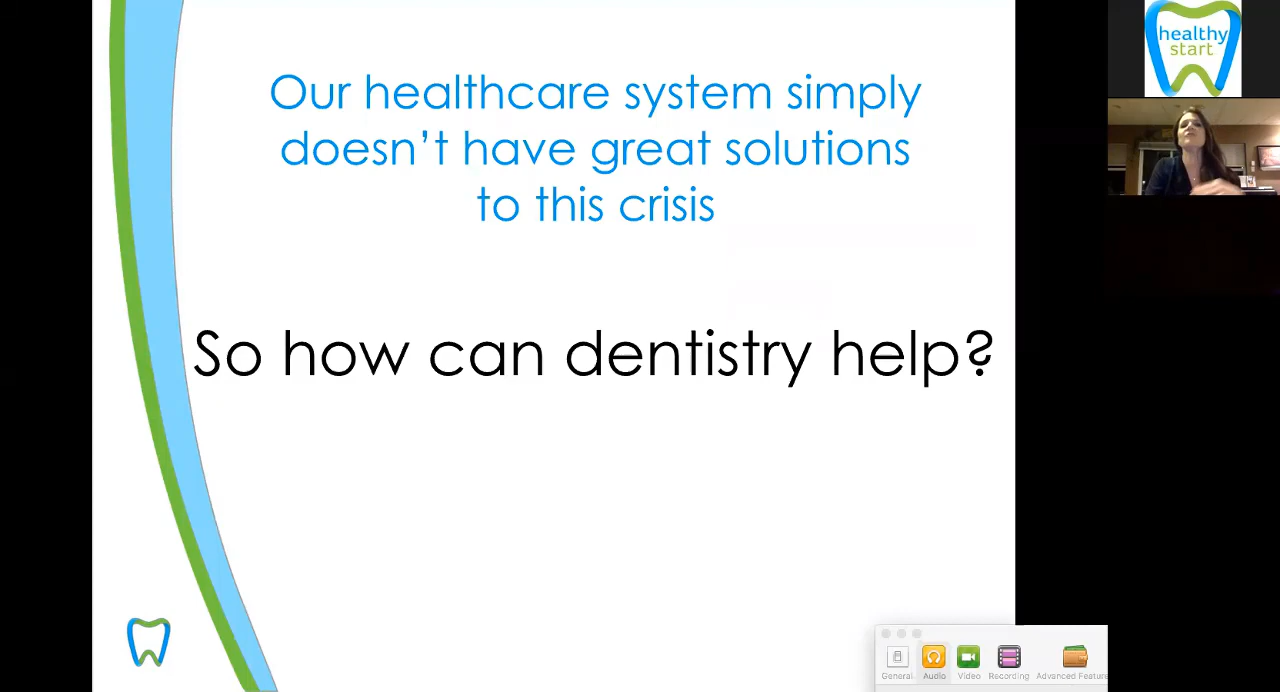 Our healthcare system simply
doesn't have great solutions
to this crisis
So how can dentistry help?
healthy
start
General
Audio
Video
Recording
Advanced Feature